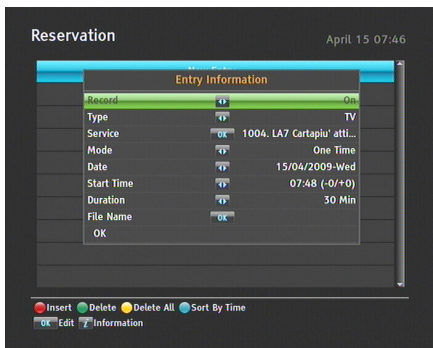 Reservation
April 15 07:46
Entry Information
Record On
Type TV
Service OK 1004. LA7 Cartapiu' atti...
Mode One Time
Date 15/04/2009-Wed
Start Time 07:48 (-0/+0)
Duration 30 Min
File Name OK
OK
Insert Delete Delete All Sort By Time
OK Edit i Information